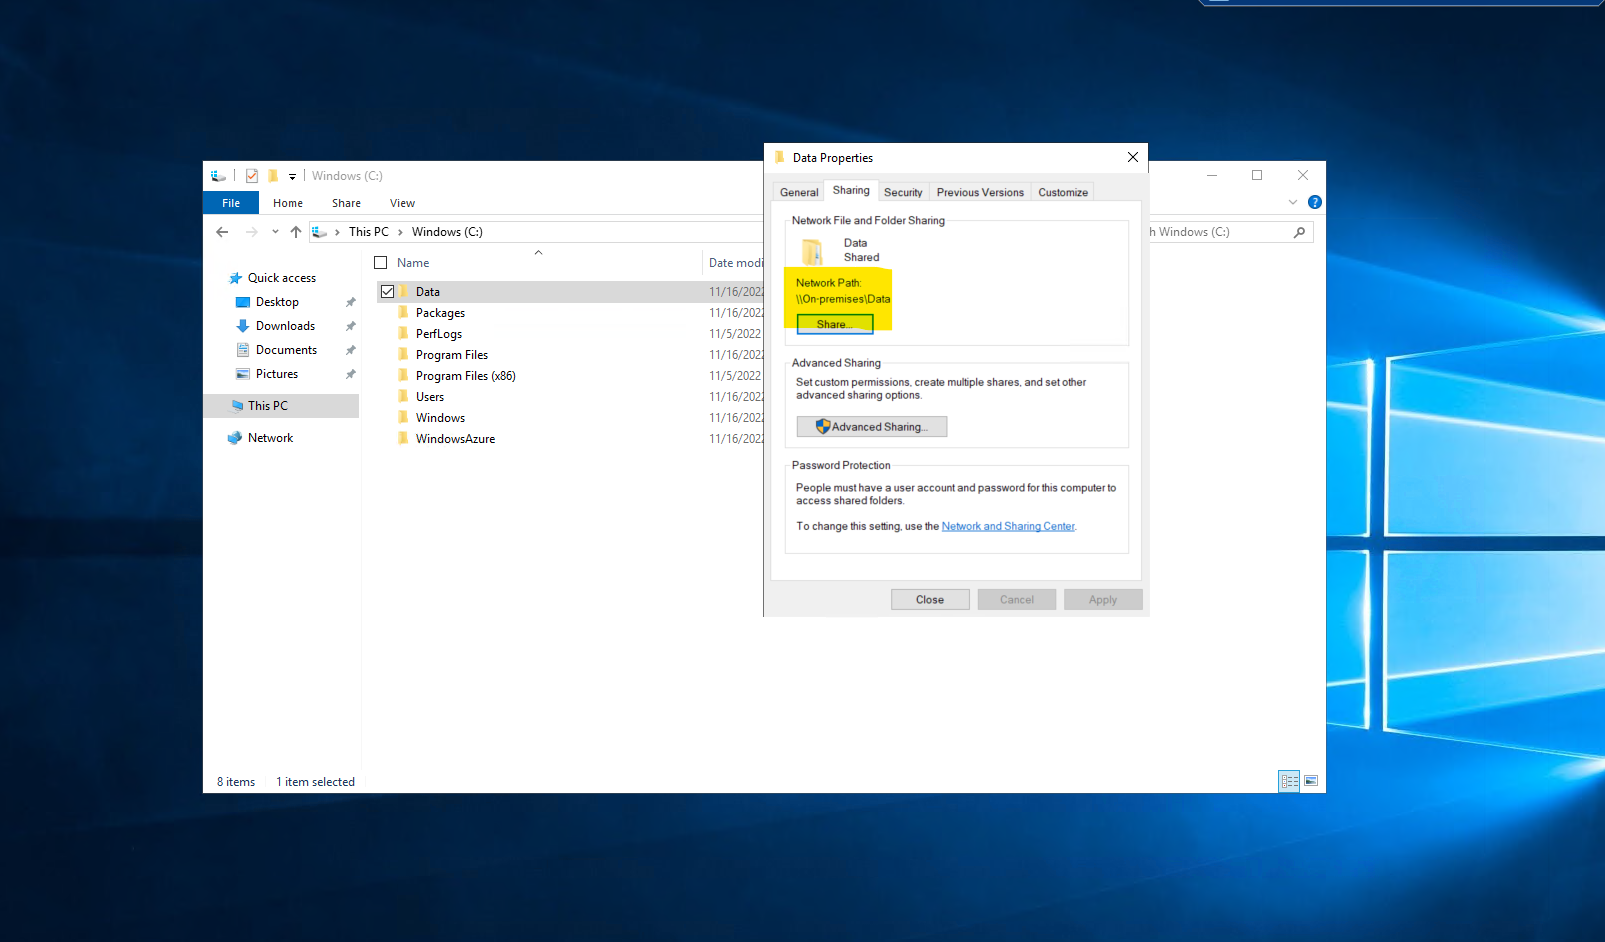 Windows (C:)
File Home Share View
This PC Windows (C:)
h Windows (C:)
Quick access
Desktop
Downloads
Documents
Pictures
This PC
Network
Name Date modi
Data 11/16/2022
Packages 11/16/2022
PerfLogs 11/5/2022
Program Files 11/16/2022
Program Files (x86) 11/5/2022
Users 11/16/2022
Windows 11/16/2022
WindowsAzure 11/16/2022
8 items 1 item selected
Data Properties
General Sharing Security Previous Versions Customize
Network File and Folder Sharing
Data
Shared
Network Path:
\\On-premises\Data
Share...
Advanced Sharing
Set custom permissions, create multiple shares, and set other
advanced sharing options.
Advanced Sharing...
Password Protection
People must have a user account and password for this computer to
access shared folders.
To change this setting, use the Network and Sharing Center.
Close Cancel Apply